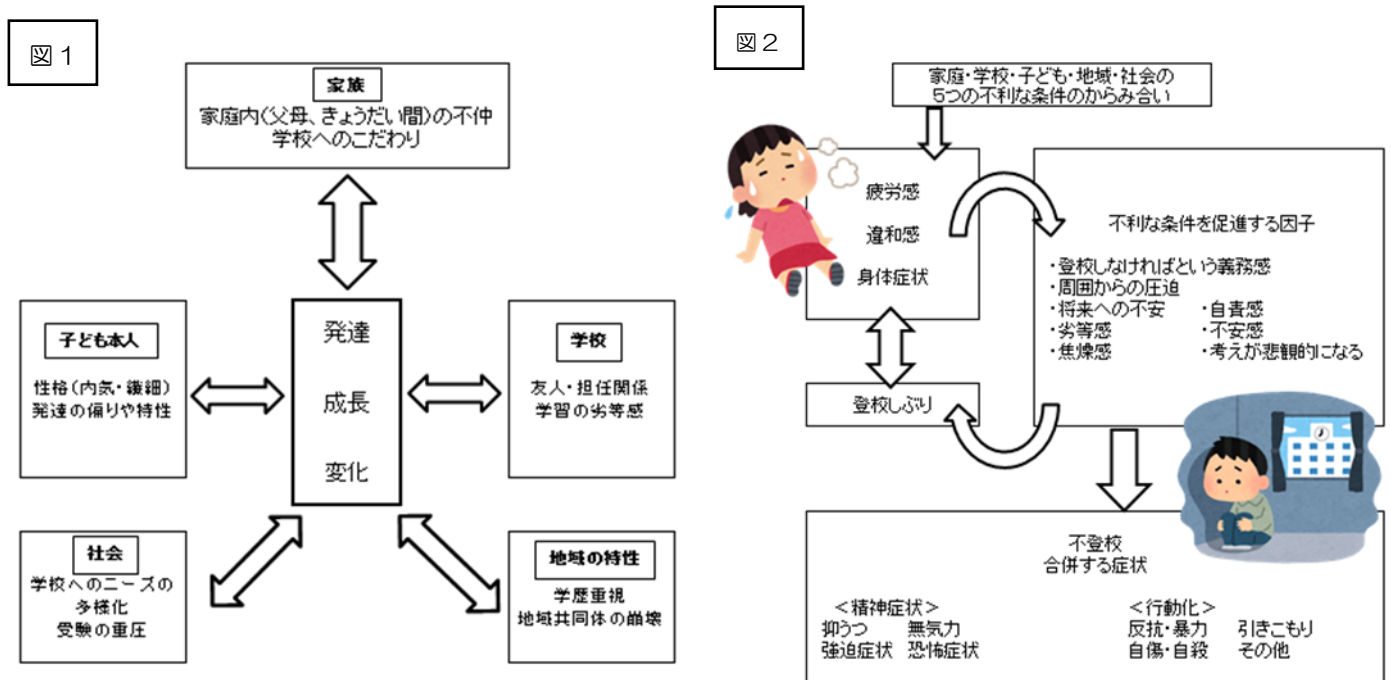 図1
家族
家庭内(父母、きょうだい間)の不仲
学校へのこだわり
子ども本人
性格(内気・繊細)
発達の偏りや特性
発達
成長
変化
学校
友人・担任関係
学習の劣等感
社会
学校へのニーズの
多様化
受験の重圧
地域の特性
学歴重視
地域共同体の崩壊
図2
家庭・学校・子ども・地域・社会の
5つの不利な条件のからみ合い
疲労感
違和感
身体症状
登校しぶり
不利な条件を促進する因子
・登校しなければという義務感
・周囲からの圧迫
・将来への不安 ・自責感
・劣等感 ・不安感
・焦燥感 ・考えが悲観的になる
不登校
合併する症状
<精神症状> <行動化>
抑うつ 無気力 反抗・暴力 引きこもり
強迫症状 恐怖症状 自傷・自殺 その他